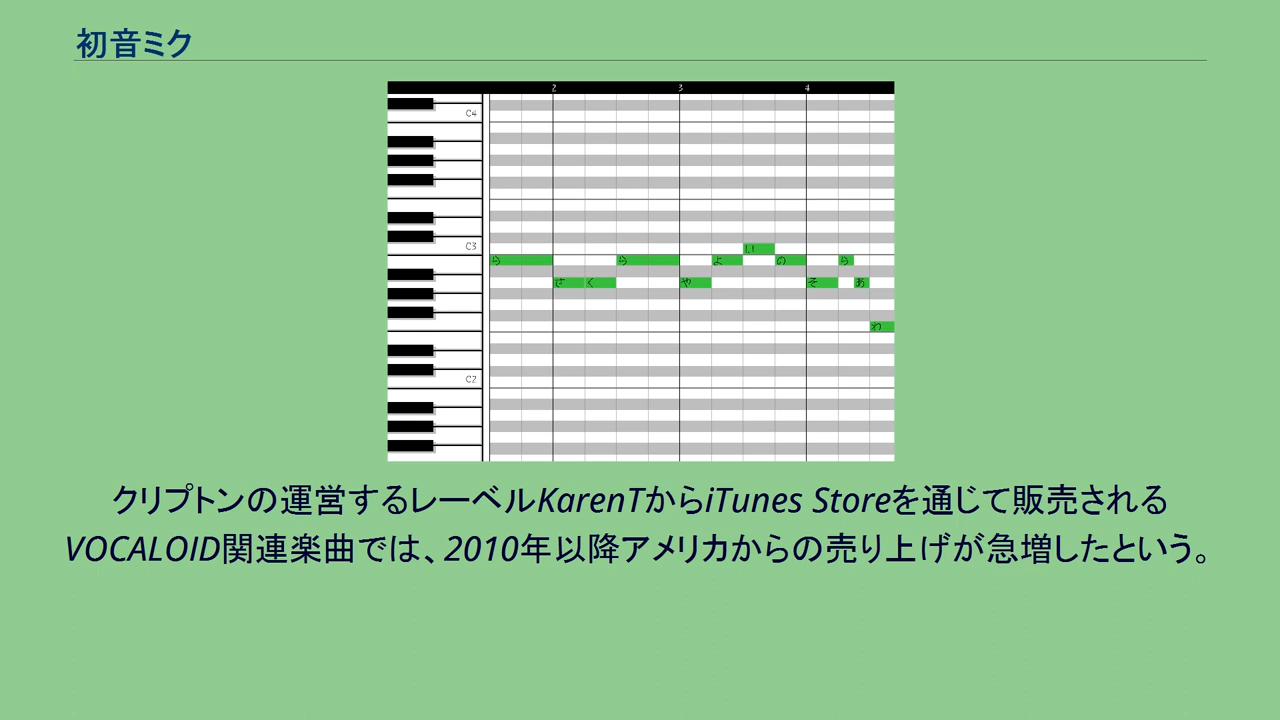 初音ミク
2 3 4
C4
C3
ら い
さ く ら や よ の そ ら あ
わ
C2
クリプトンの運営するレーベルKarenTからiTunes Storeを通じて販売される
VOCALOID関連楽曲では、2010年以降アメリカからの売り上げが急増したという。